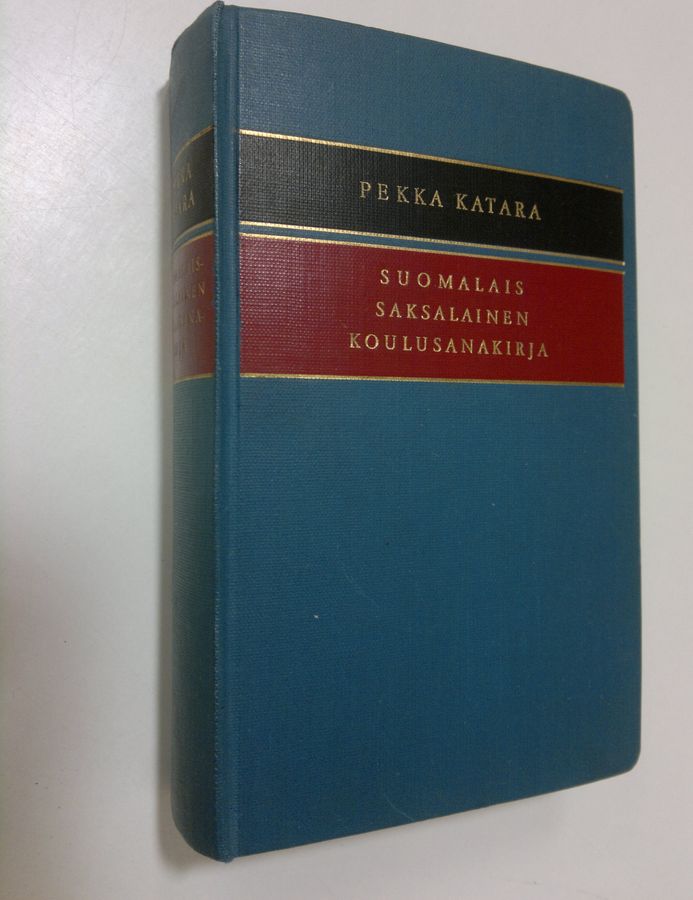 PEKKA KATARA
SUOMALAIS
SAKSALAINEN
KOULUSANAKIRJA